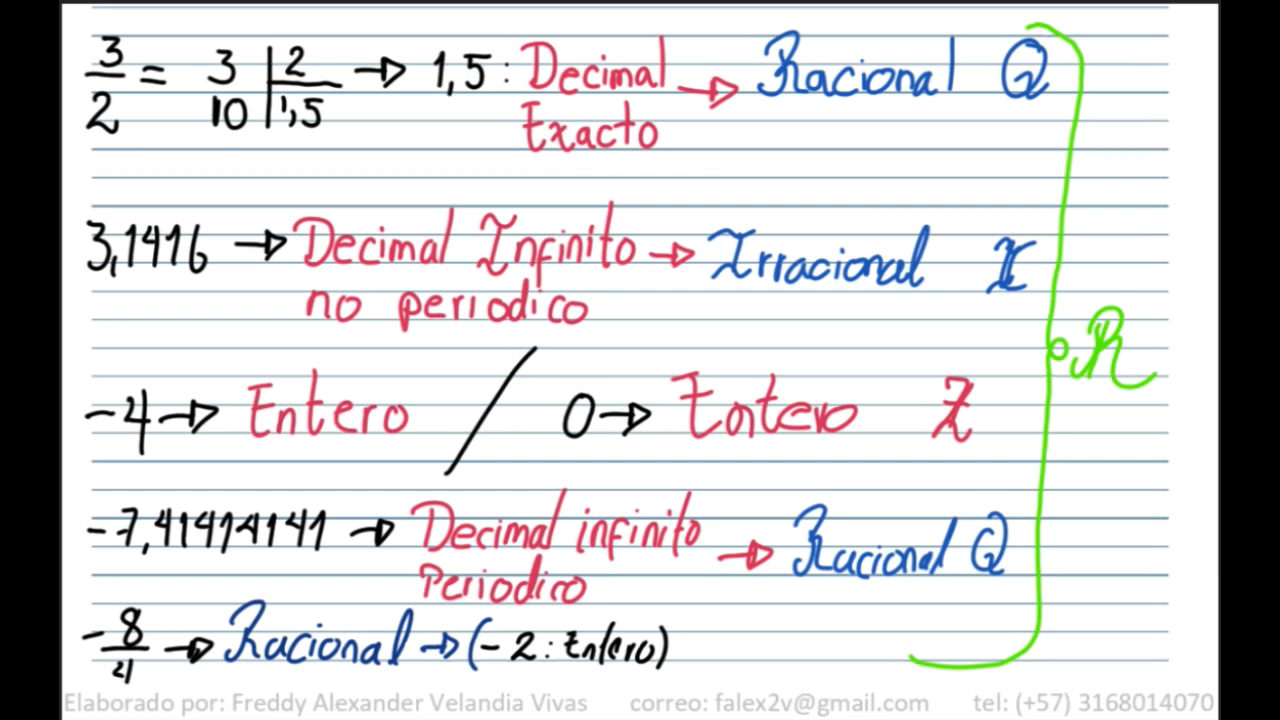 3/2 = 3 | 2 → 1,5 : Decimal → Racional Q
10 | 1,5 Exacto
3,1416 → Decimal Infinito → Irracional I
no periodico
R
-4 → Entero / 0 → Entero Z
-7,41414141 → Decimal infinito → Racional Q
Periodico
-8/4 → Racional → (-2 : Entero)
Elaborado por: Freddy Alexander Velandia Vivas correo: falex2v@gmail.com tel: (+57) 3168014070